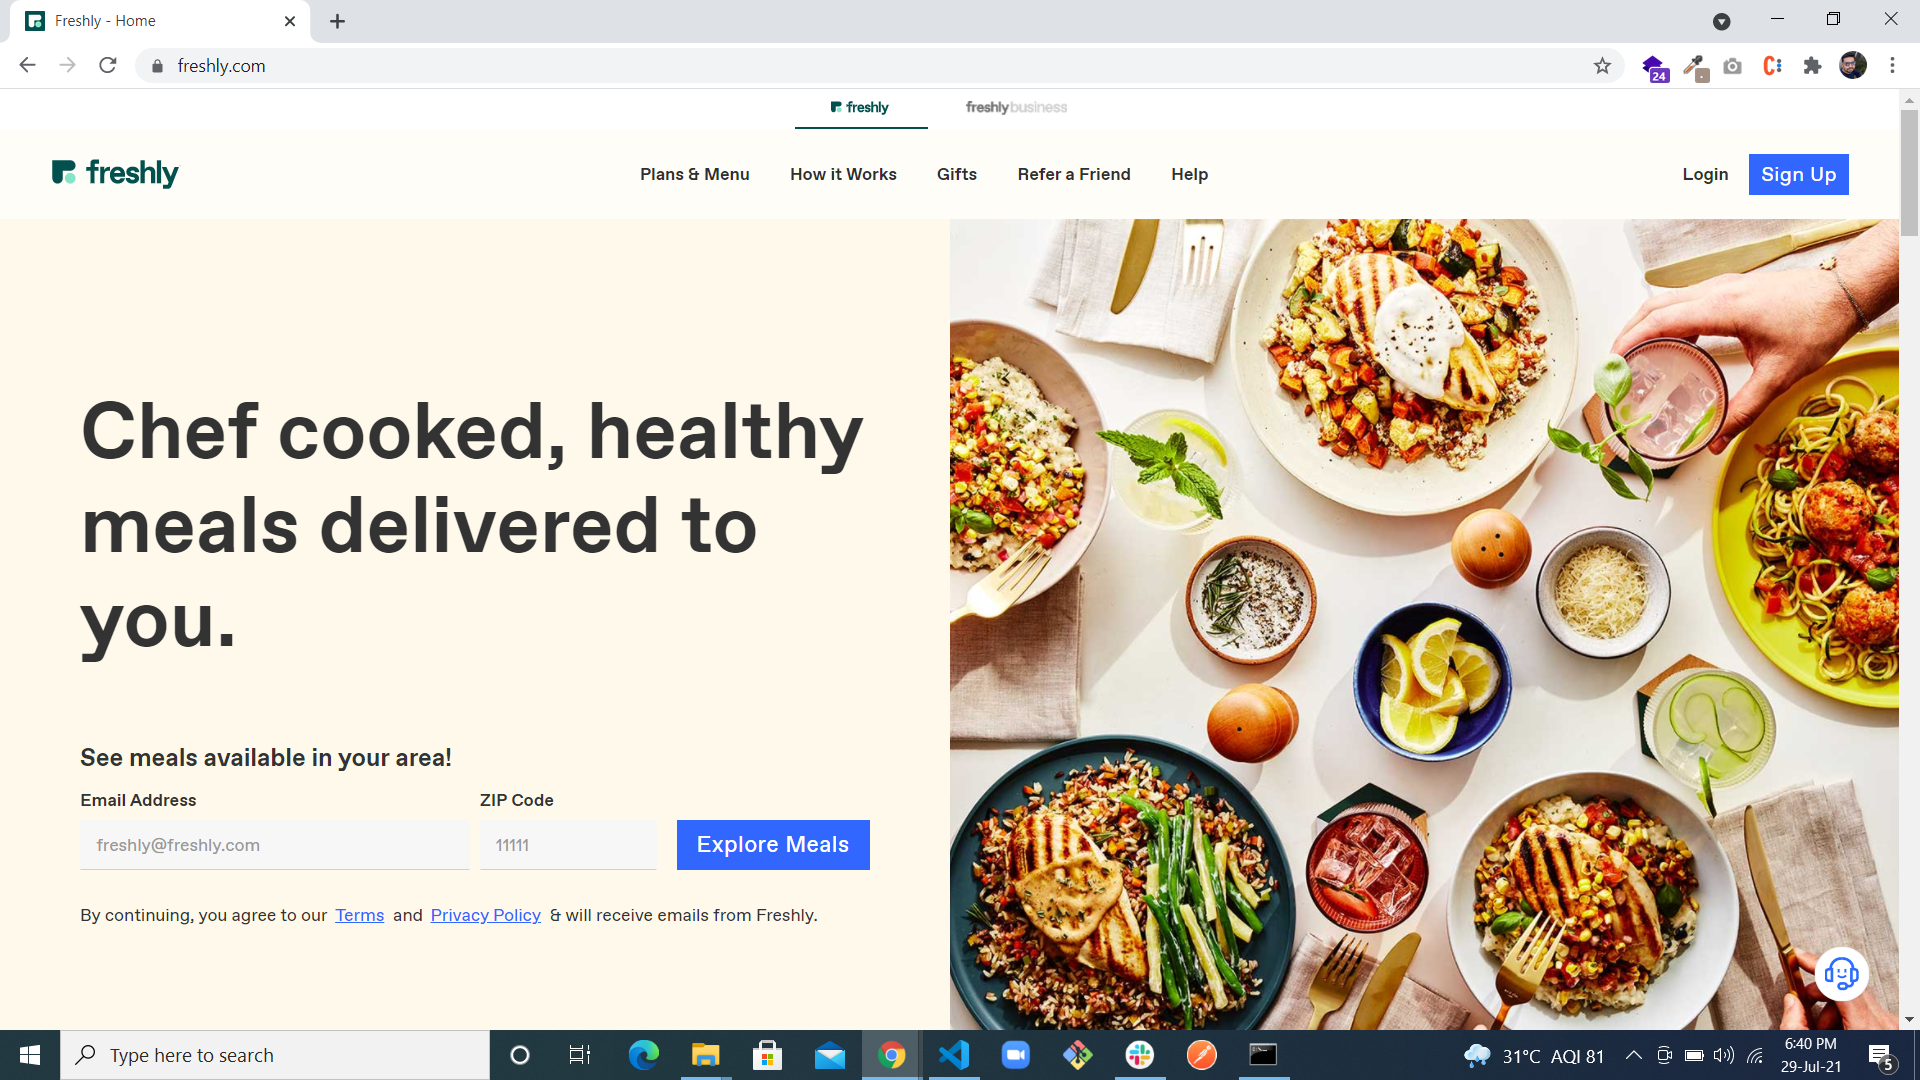 Freshly - Home
freshly.com
24
freshly
freshlybusiness
freshly
Plans & Menu
How it Works
Gifts
Refer a Friend
Help
Login
Sign Up
Chef cooked, healthy
meals delivered to
you.
See meals available in your area!
Email Address
ZIP Code
freshly@freshly.com
11111
Explore Meals
By continuing, you agree to our Terms and Privacy Policy & will receive emails from Freshly.
Type here to search
31°C AQI 81
6:40 PM
29-Jul-21
5